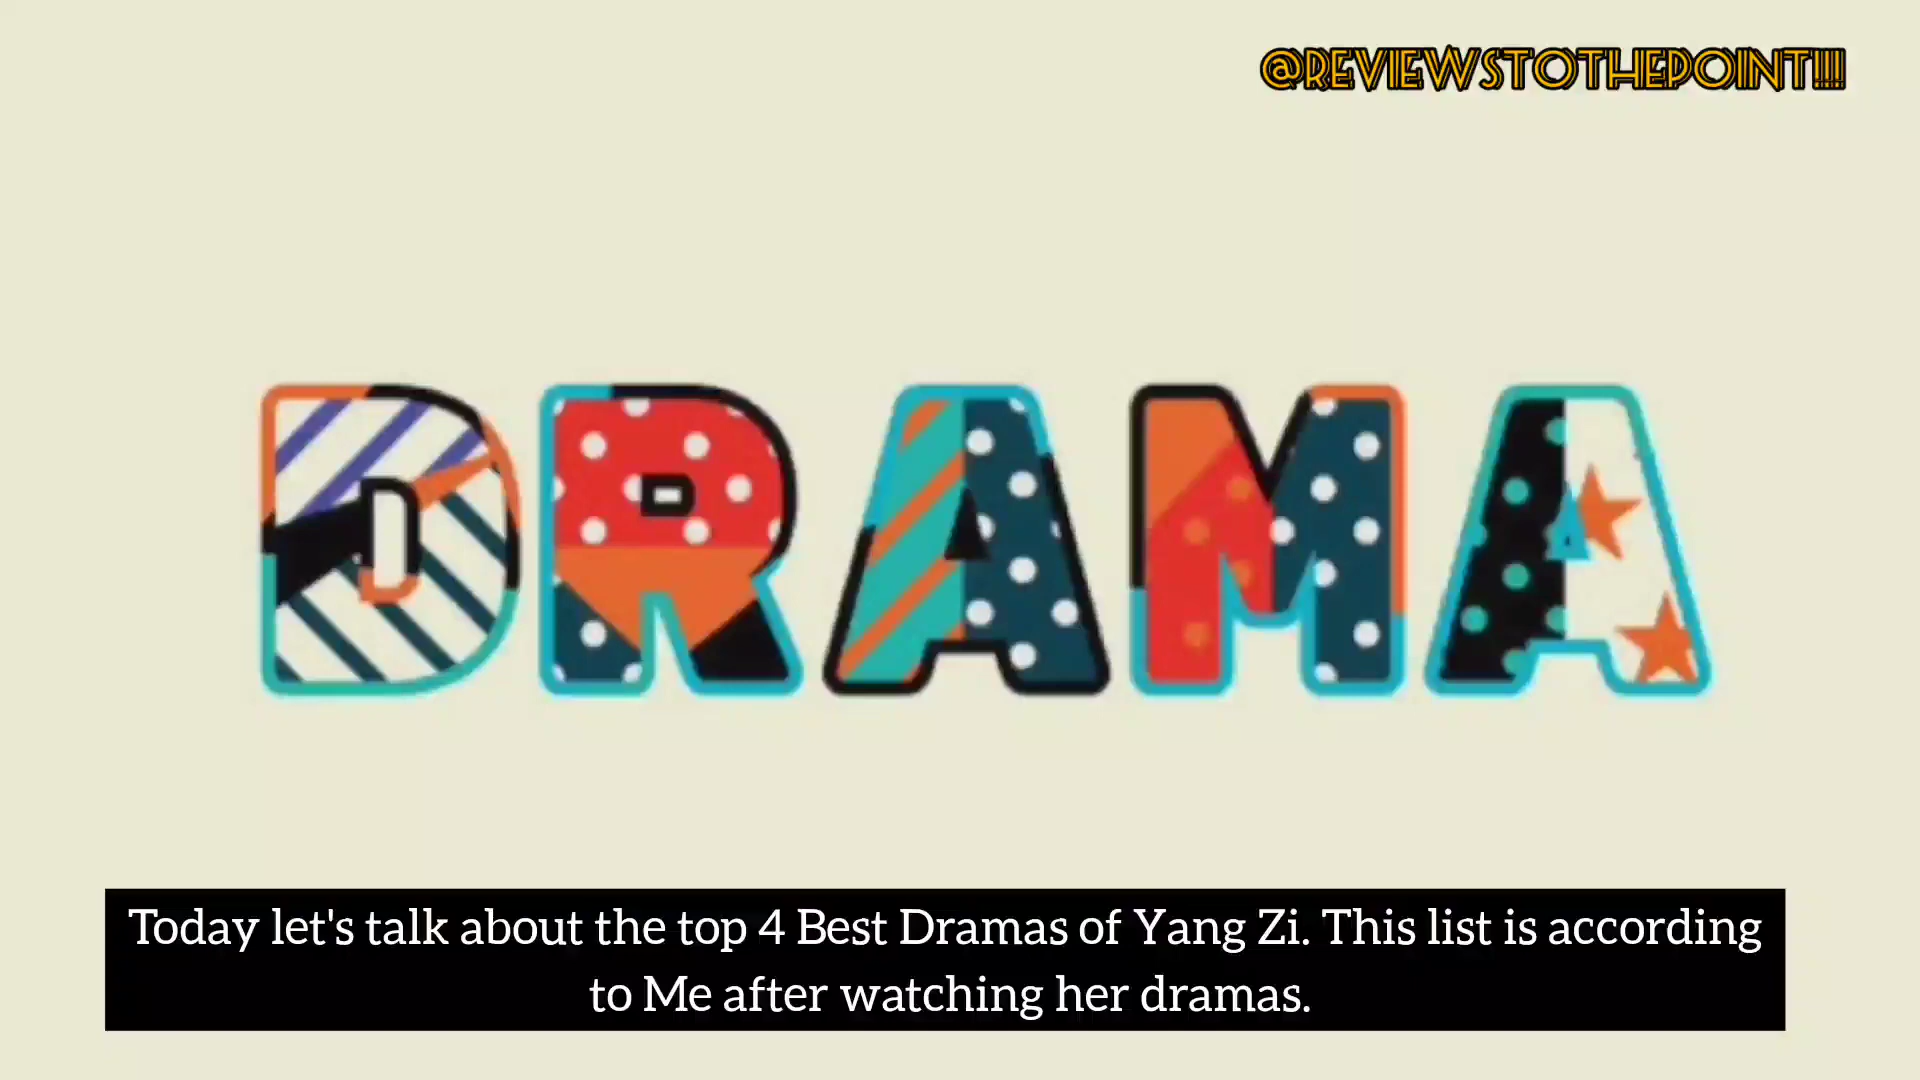 @REVIEWSTOTHEPOINT!!!
DRAMA
Today let's talk about the top 4 Best Dramas of Yang Zi. This list is according
to Me after watching her dramas.